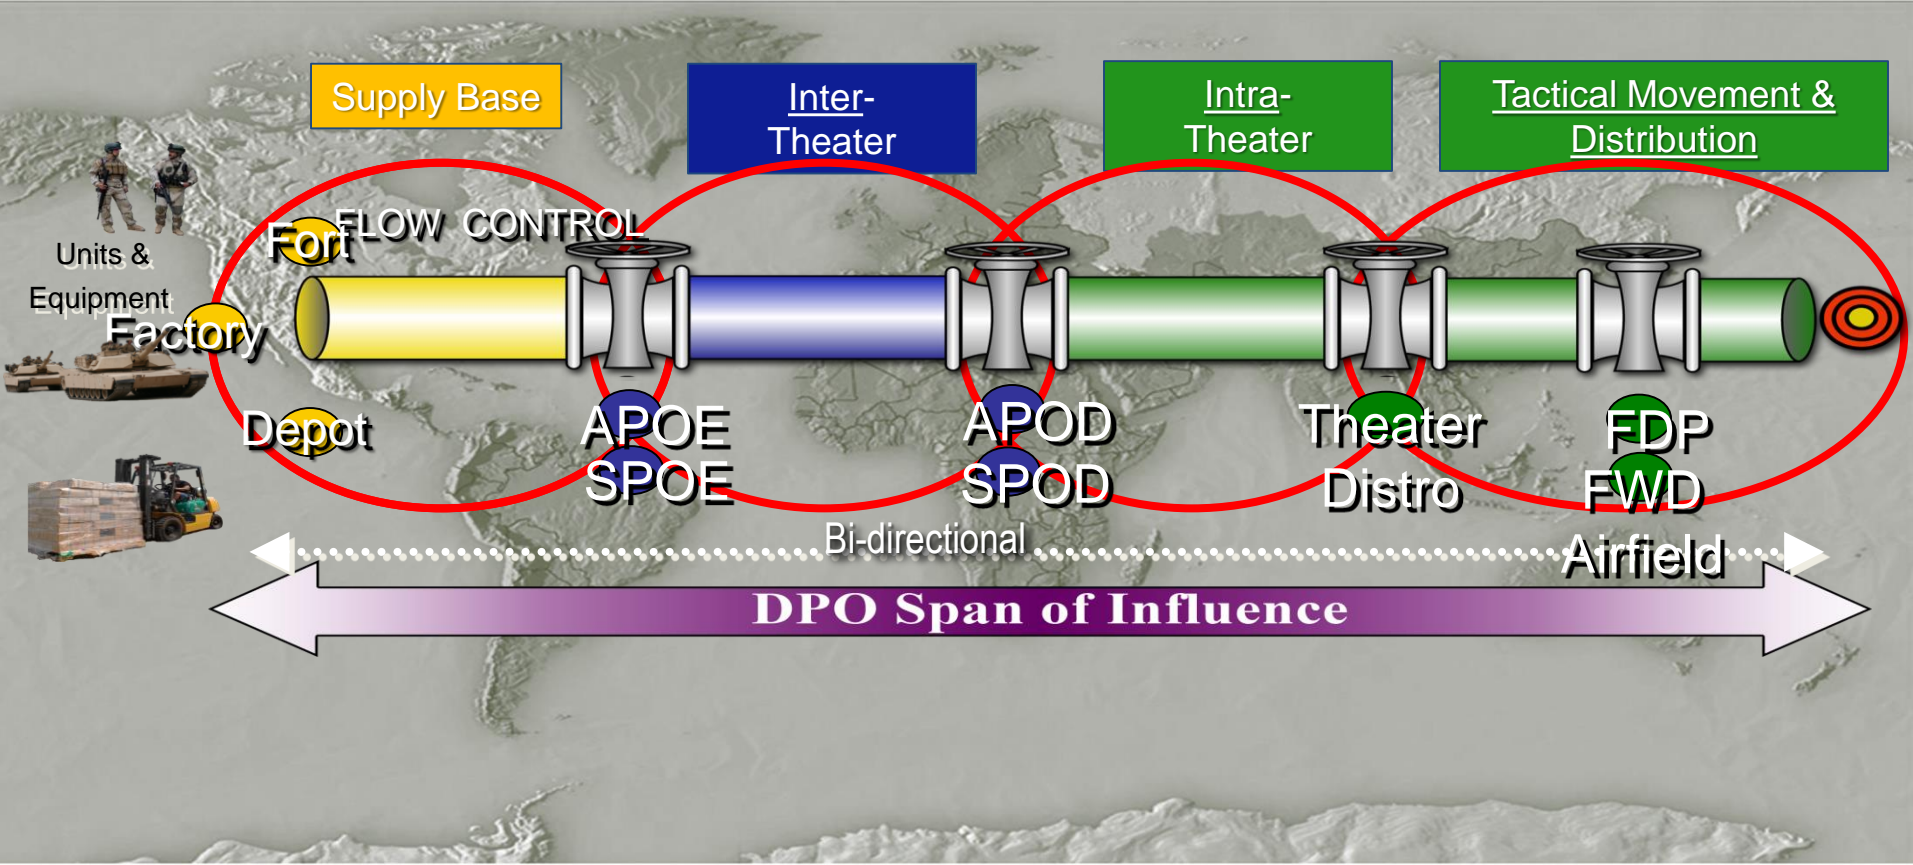 Supply Base
Inter-
Theater
Intra-
Theater
Tactical Movement &
Distribution
Units &
Equipment
FLOW CONTROL
Fort
Factory
Depot
APOE
SPOE
APOD
SPOD
Theater
Distro
FDP
FWD
Airfield
Bi-directional
DPO Span of Influence